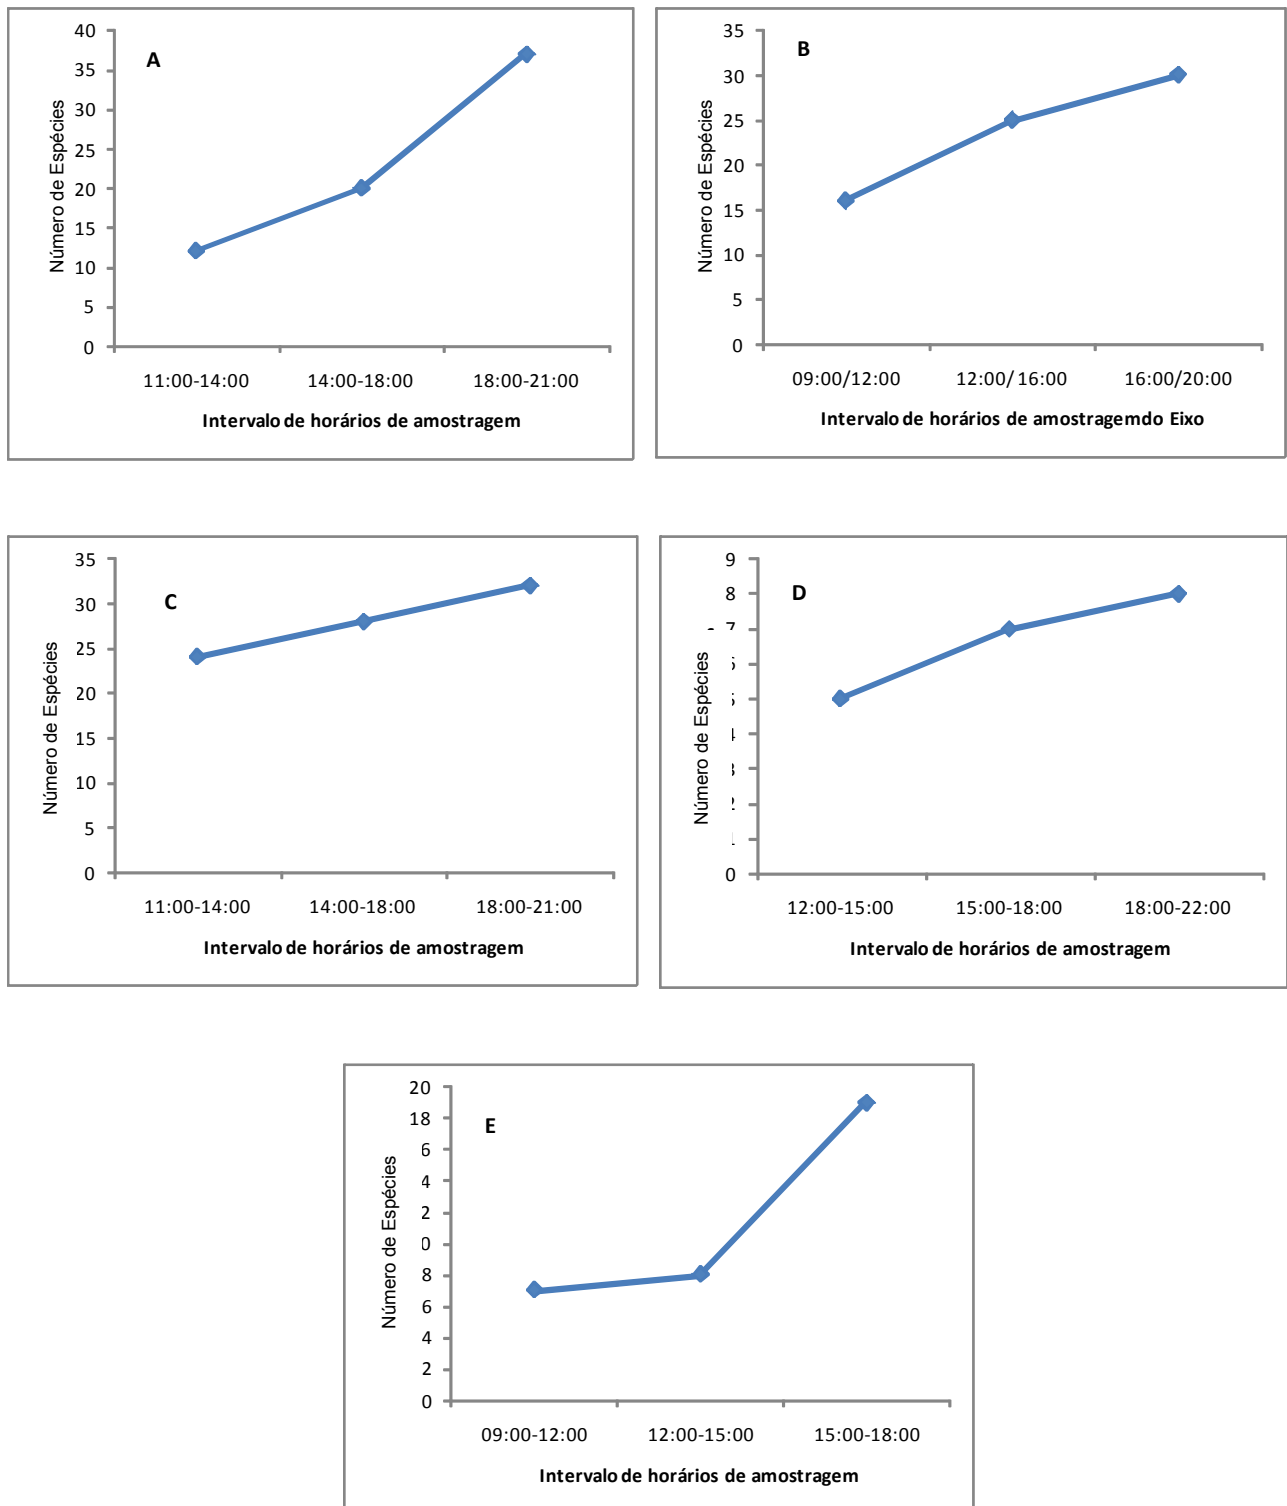 A
Número de Espécies
40
35
30
25
20
15
10
5
0
11:00-14:00 14:00-18:00 18:00-21:00
Intervalo de horários de amostragem
B
Número de Espécies
35
30
25
20
15
10
5
0
09:00/12:00 12:00/16:00 16:00/20:00
Intervalo de horários de amostragemdo Eixo
C
Número de Espécies
35
30
25
20
15
10
5
0
11:00-14:00 14:00-18:00 18:00-21:00
Intervalo de horários de amostragem
D
Número de Espécies
9
8
7
5
4
2
0
12:00-15:00 15:00-18:00 18:00-22:00
Intervalo de horários de amostragem
E
Número de Espécies
20
18
6
4
2
0
8
6
4
2
0
09:00-12:00 12:00-15:00 15:00-18:00
Intervalo de horários de amostragem